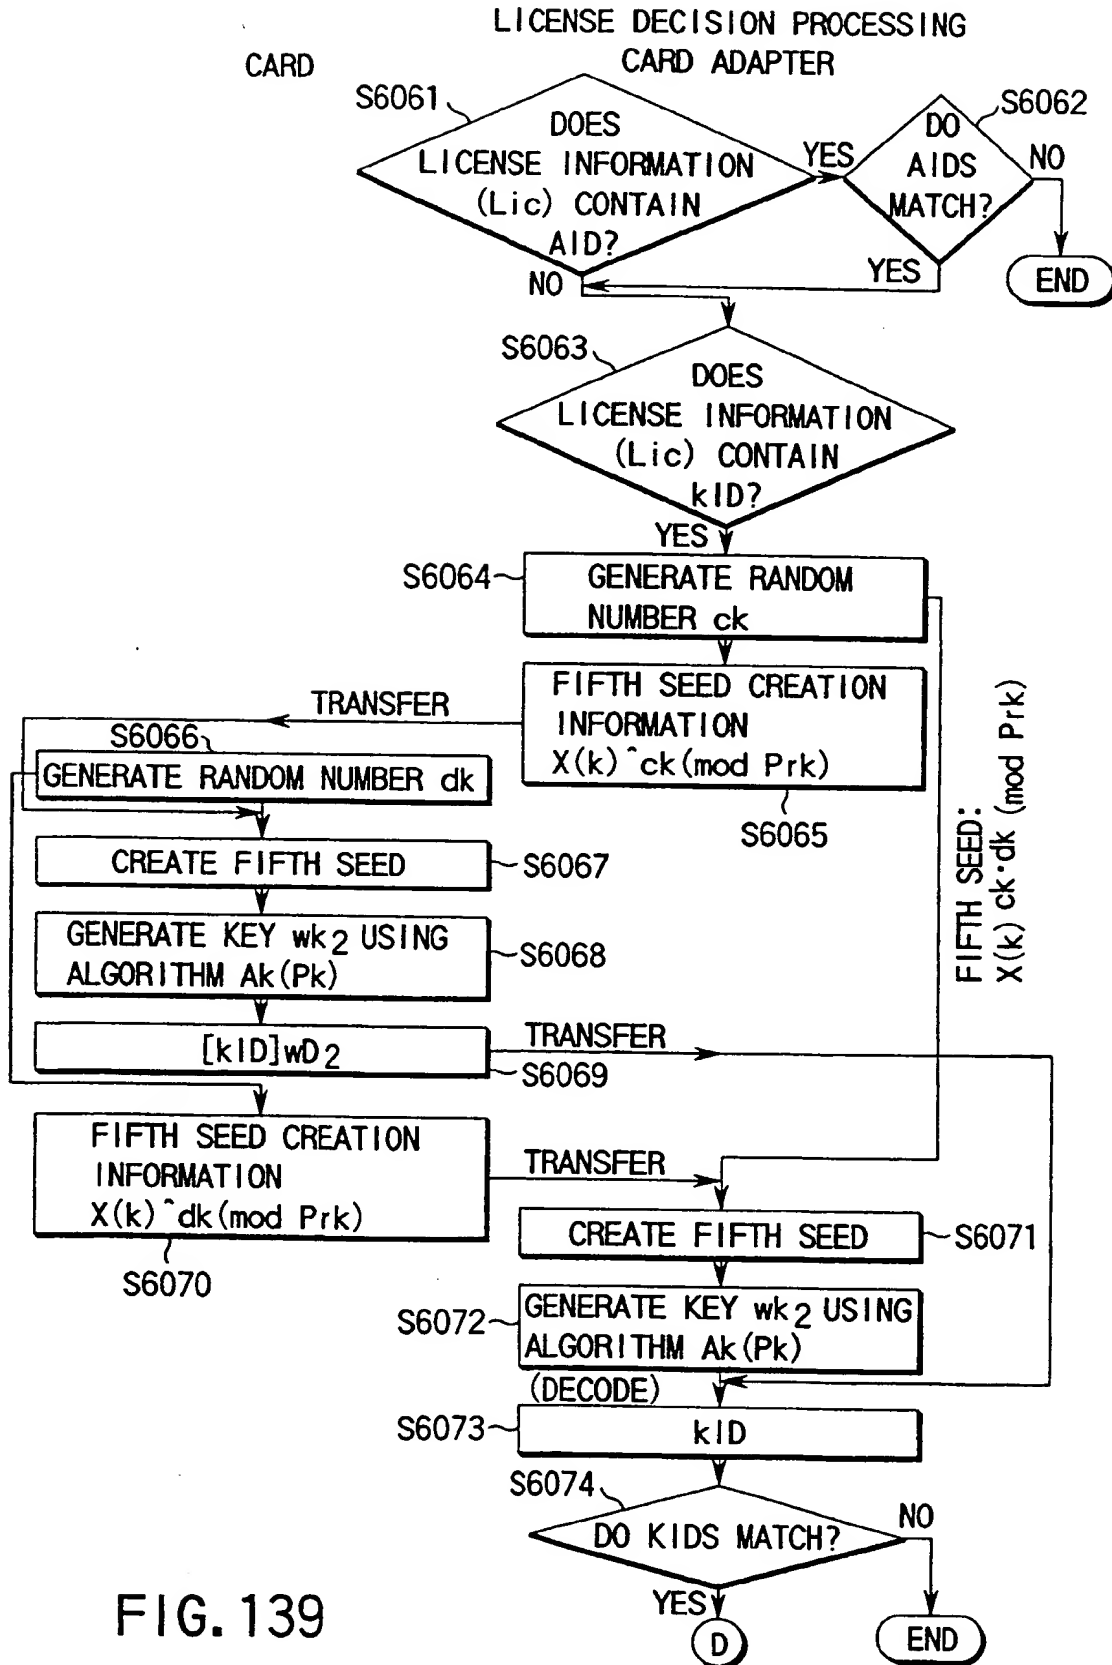 LICENSE DECISION PROCESSING
CARD
CARD ADAPTER
S6061
DOES
LICENSE INFORMATION
(Lic) CONTAIN
AID?
YES
S6062
DO
AIDS
MATCH?
NO
END
YES
NO
S6063
DOES
LICENSE INFORMATION
(Lic) CONTAIN
kID?
YES
S6064
GENERATE RANDOM
NUMBER ck
FIFTH SEED CREATION
INFORMATION
X(k)^ck(mod Prk)
S6065
TRANSFER
S6066
GENERATE RANDOM NUMBER dk
FIFTH SEED:
X(k) ck·dk (mod Prk)
CREATE FIFTH SEED
S6067
GENERATE KEY wk2 USING
ALGORITHM Ak(Pk)
S6068
[kID]wD2
TRANSFER
S6069
FIFTH SEED CREATION
INFORMATION
X(k)^dk(mod Prk)
S6070
TRANSFER
CREATE FIFTH SEED
S6071
S6072
GENERATE KEY wk2 USING
ALGORITHM Ak(Pk)
(DECODE)
S6073
kID
S6074
DO KIDS MATCH?
NO
YES
D
END
FIG.139